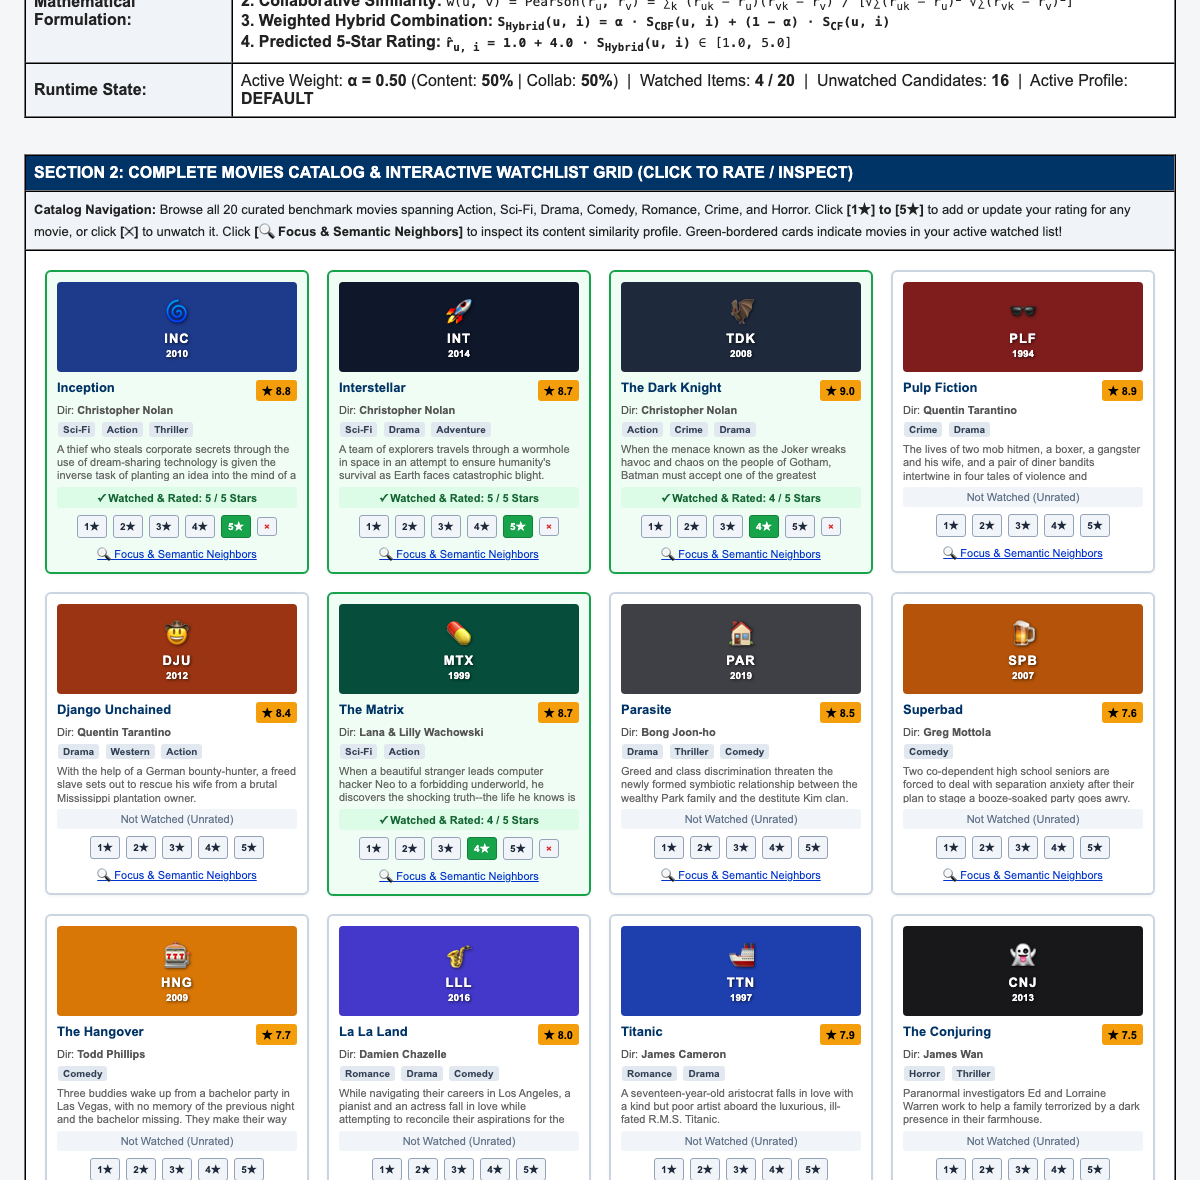 Mathematical
Formulation:
2. Collaborative Similarity: w(u, v) = Pearson(ru, rv) = ∑k (ruk − ru)(rvk − rv) / [√∑(ruk − ru)² √∑(rvk − rv)²]
3. Weighted Hybrid Combination: SHybrid(u, i) = α · SCBF(u, i) + (1 − α) · SCF(u, i)
4. Predicted 5-Star Rating: r̂u, i = 1.0 + 4.0 · SHybrid(u, i) ∈ [1.0, 5.0]
Runtime State:
Active Weight: α = 0.50 (Content: 50% | Collab: 50%) | Watched Items: 4 / 20 | Unwatched Candidates: 16 | Active Profile:
DEFAULT
SECTION 2: COMPLETE MOVIES CATALOG & INTERACTIVE WATCHLIST GRID (CLICK TO RATE / INSPECT)
Catalog Navigation: Browse all 20 curated benchmark movies spanning Action, Sci-Fi, Drama, Comedy, Romance, Crime, and Horror. Click [1★] to [5★] to add or update your rating for any
movie, or click [✕] to unwatch it. Click [🔍 Focus & Semantic Neighbors] to inspect its content similarity profile. Green-bordered cards indicate movies in your active watched list!
INC
2010
Inception
★ 8.8
Dir: Christopher Nolan
Sci-Fi Action Thriller
A thief who steals corporate secrets through the
use of dream-sharing technology is given the
inverse task of planting an idea into the mind of a
✓Watched & Rated: 5 / 5 Stars
1★ 2★ 3★ 4★ 5★ ×
🔍 Focus & Semantic Neighbors
INT
2014
Interstellar
★ 8.7
Dir: Christopher Nolan
Sci-Fi Drama Adventure
A team of explorers travels through a wormhole
in space in an attempt to ensure humanity's
survival as Earth faces catastrophic blight.
✓Watched & Rated: 5 / 5 Stars
1★ 2★ 3★ 4★ 5★ ×
🔍 Focus & Semantic Neighbors
TDK
2008
The Dark Knight
★ 9.0
Dir: Christopher Nolan
Action Crime Drama
When the menace known as the Joker wreaks
havoc and chaos on the people of Gotham,
Batman must accept one of the greatest
✓Watched & Rated: 4 / 5 Stars
1★ 2★ 3★ 4★ 5★ ×
🔍 Focus & Semantic Neighbors
PLF
1994
Pulp Fiction
★ 8.9
Dir: Quentin Tarantino
Crime Drama
The lives of two mob hitmen, a boxer, a gangster
and his wife, and a pair of diner bandits
intertwine in four tales of violence and
Not Watched (Unrated)
1★ 2★ 3★ 4★ 5★
🔍 Focus & Semantic Neighbors
DJU
2012
Django Unchained
★ 8.4
Dir: Quentin Tarantino
Drama Western Action
With the help of a German bounty-hunter, a freed
slave sets out to rescue his wife from a brutal
Mississippi plantation owner.
Not Watched (Unrated)
1★ 2★ 3★ 4★ 5★
🔍 Focus & Semantic Neighbors
MTX
1999
The Matrix
★ 8.7
Dir: Lana & Lilly Wachowski
Sci-Fi Action
When a beautiful stranger leads computer
hacker Neo to a forbidding underworld, he
discovers the shocking truth--the life he knows is
✓Watched & Rated: 4 / 5 Stars
1★ 2★ 3★ 4★ 5★ ×
🔍 Focus & Semantic Neighbors
PAR
2019
Parasite
★ 8.5
Dir: Bong Joon-ho
Drama Thriller Comedy
Greed and class discrimination threaten the
newly formed symbiotic relationship between the
wealthy Park family and the destitute Kim clan.
Not Watched (Unrated)
1★ 2★ 3★ 4★ 5★
🔍 Focus & Semantic Neighbors
SPB
2007
Superbad
★ 7.6
Dir: Greg Mottola
Comedy
Two co-dependent high school seniors are
forced to deal with separation anxiety after their
plan to stage a booze-soaked party goes awry.
Not Watched (Unrated)
1★ 2★ 3★ 4★ 5★
🔍 Focus & Semantic Neighbors
HNG
2009
The Hangover
★ 7.7
Dir: Todd Phillips
Comedy
Three buddies wake up from a bachelor party in
Las Vegas, with no memory of the previous night
and the bachelor missing. They make their way
Not Watched (Unrated)
1★ 2★ 3★ 4★ 5★
LLL
2016
La La Land
★ 8.0
Dir: Damien Chazelle
Romance Drama Comedy
While navigating their careers in Los Angeles, a
pianist and an actress fall in love while
attempting to reconcile their aspirations for the
Not Watched (Unrated)
1★ 2★ 3★ 4★ 5★
TTN
1997
Titanic
★ 7.9
Dir: James Cameron
Romance Drama
A seventeen-year-old aristocrat falls in love with
a kind but poor artist aboard the luxurious, ill-
fated R.M.S. Titanic.
Not Watched (Unrated)
1★ 2★ 3★ 4★ 5★
CNJ
2013
The Conjuring
★ 7.5
Dir: James Wan
Horror Thriller
Paranormal investigators Ed and Lorraine
Warren work to help a family terrorized by a dark
presence in their farmhouse.
Not Watched (Unrated)
1★ 2★ 3★ 4★ 5★